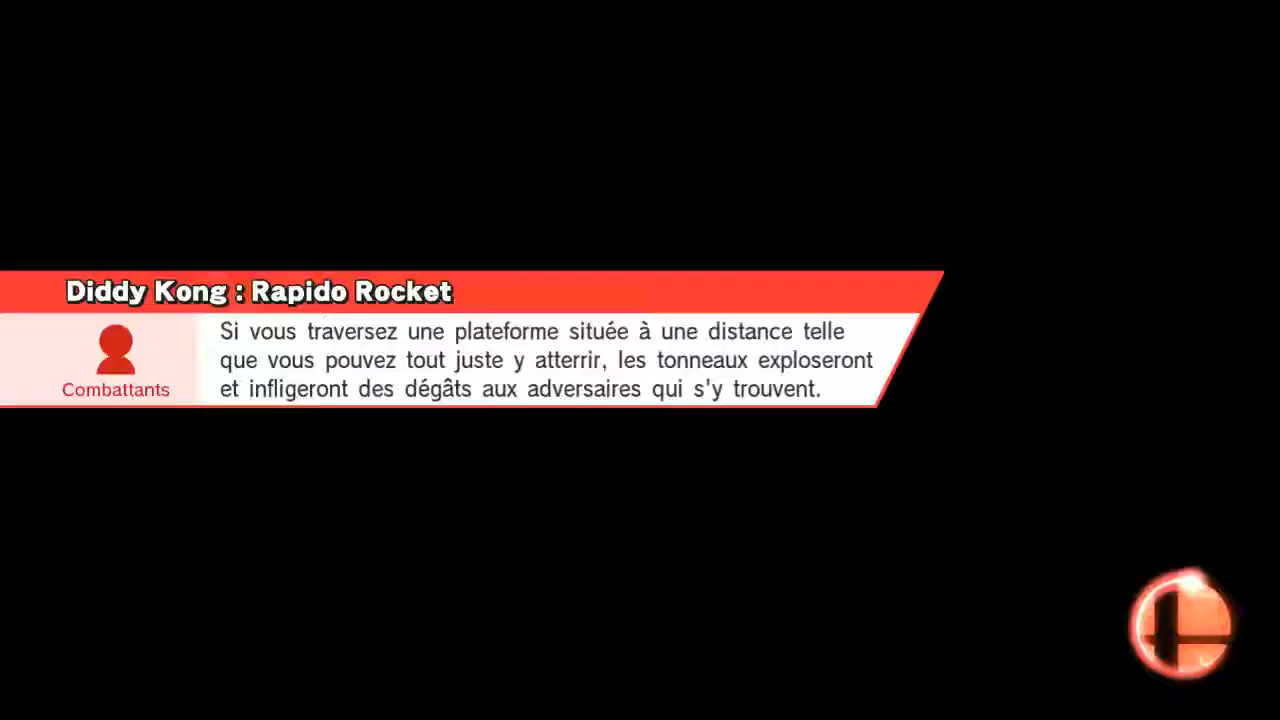 Diddy Kong : Rapido Rocket
Si vous traversez une plateforme située à une distance telle
que vous pouvez tout juste y atterrir, les tonneaux exploseront
et infligeront des dégâts aux adversaires qui s'y trouvent.
Combattants